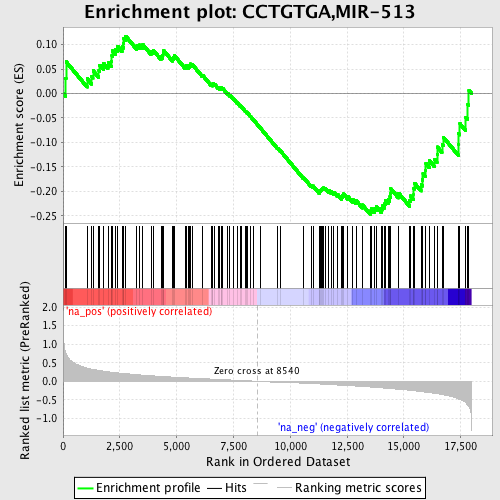 Enrichment plot: CCTGTGA,MIR-513
Enrichment score (ES)
0.10
0.05
0.00
-0.05
-0.10
-0.15
-0.20
-0.25
'na_pos' (positively correlated)
Ranked list metric (PreRanked)
2.0
1.5
1.0
0.5
0.0
-0.5
-1.0
Zero cross at 8540
'na_neg' (negatively correlated)
0 2,500 5,000 7,500 10,000 12,500 15,000 17,500
Rank in Ordered Dataset
Enrichment profile Hits Ranking metric scores